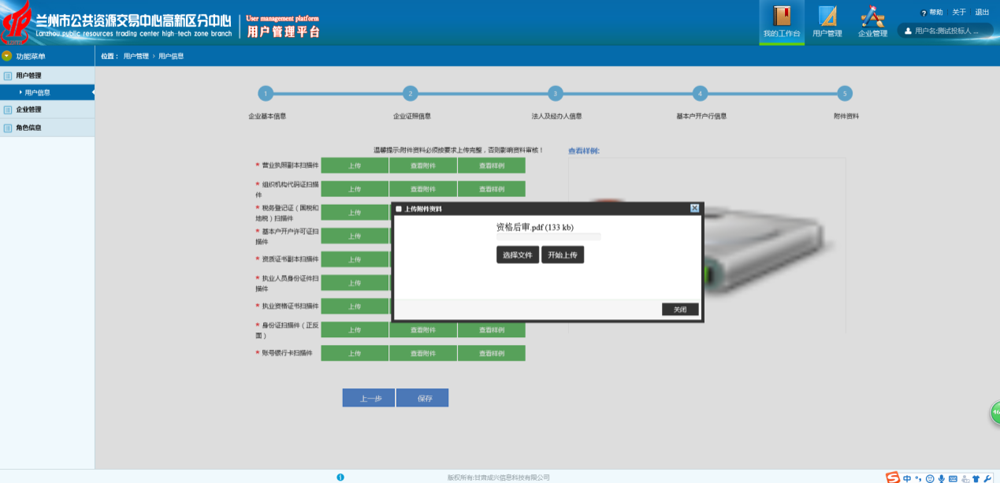 兰州市公共资源交易中心高新区分中心
Lanzhou public resources trading center high-tech zone branch
User management platform
用户管理平台
我的工作台
用户管理
企业管理
帮助
关于
退出
用户名:测试投标人 ...
功能菜单
位置： 用户管理 › 用户信息
用户管理
用户信息
企业管理
角色信息
1
2
3
4
5
企业基本信息
企业证照信息
法人及经办人信息
基本户开户行信息
附件资料
温馨提示:附件资料必须按要求上传完整，否则影响资料审核！
查看样例:
* 营业执照副本扫描件
上传
查看附件
查看样例
* 组织机构代码证扫描
件
上传
查看附件
查看样例
* 税务登记证（国税和
地税）扫描件
上传
* 基本户开户许可证扫
描件
上传
* 资质证书副本扫描件
上传
* 执业人员身份证件扫
描件
上传
* 执业资格证书扫描件
上传
* 身份证扫描件（正反
面）
上传
查看附件
查看样例
* 账号银行卡扫描件
上传
查看附件
查看样例
上传附件资料
资格后审.pdf (133 kb)
选择文件
开始上传
关闭
上一步
保存
版权所有:甘肃成兴信息科技有限公司
中